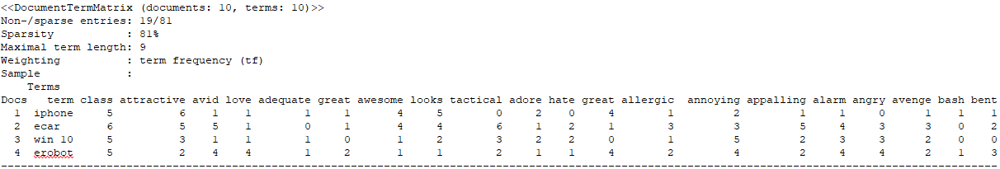 <<DocumentTermMatrix (documents: 10, terms: 10)>>
Non-/sparse entries: 19/81
Sparsity           : 81%
Maximal term length: 9
Weighting          : term frequency (tf)
Sample             :
    Terms
Docs   term class attractive avid love adequate great awesome looks tactical adore hate great allergic  annoying appalling alarm angry avenge bash bent
1 iphone 5 6 1 1 1 1 4 5 0 2 0 4 1 2 1 1 0 1 1 1
2 ecar 6 5 5 1 0 1 4 4 6 1 2 1 3 3 5 4 3 3 0 2
3 win 10 5 3 1 1 1 0 1 2 3 2 2 0 1 5 2 3 3 2 0 0
4 erobot 5 2 4 4 1 2 1 1 2 1 1 4 2 4 2 4 4 2 1 3